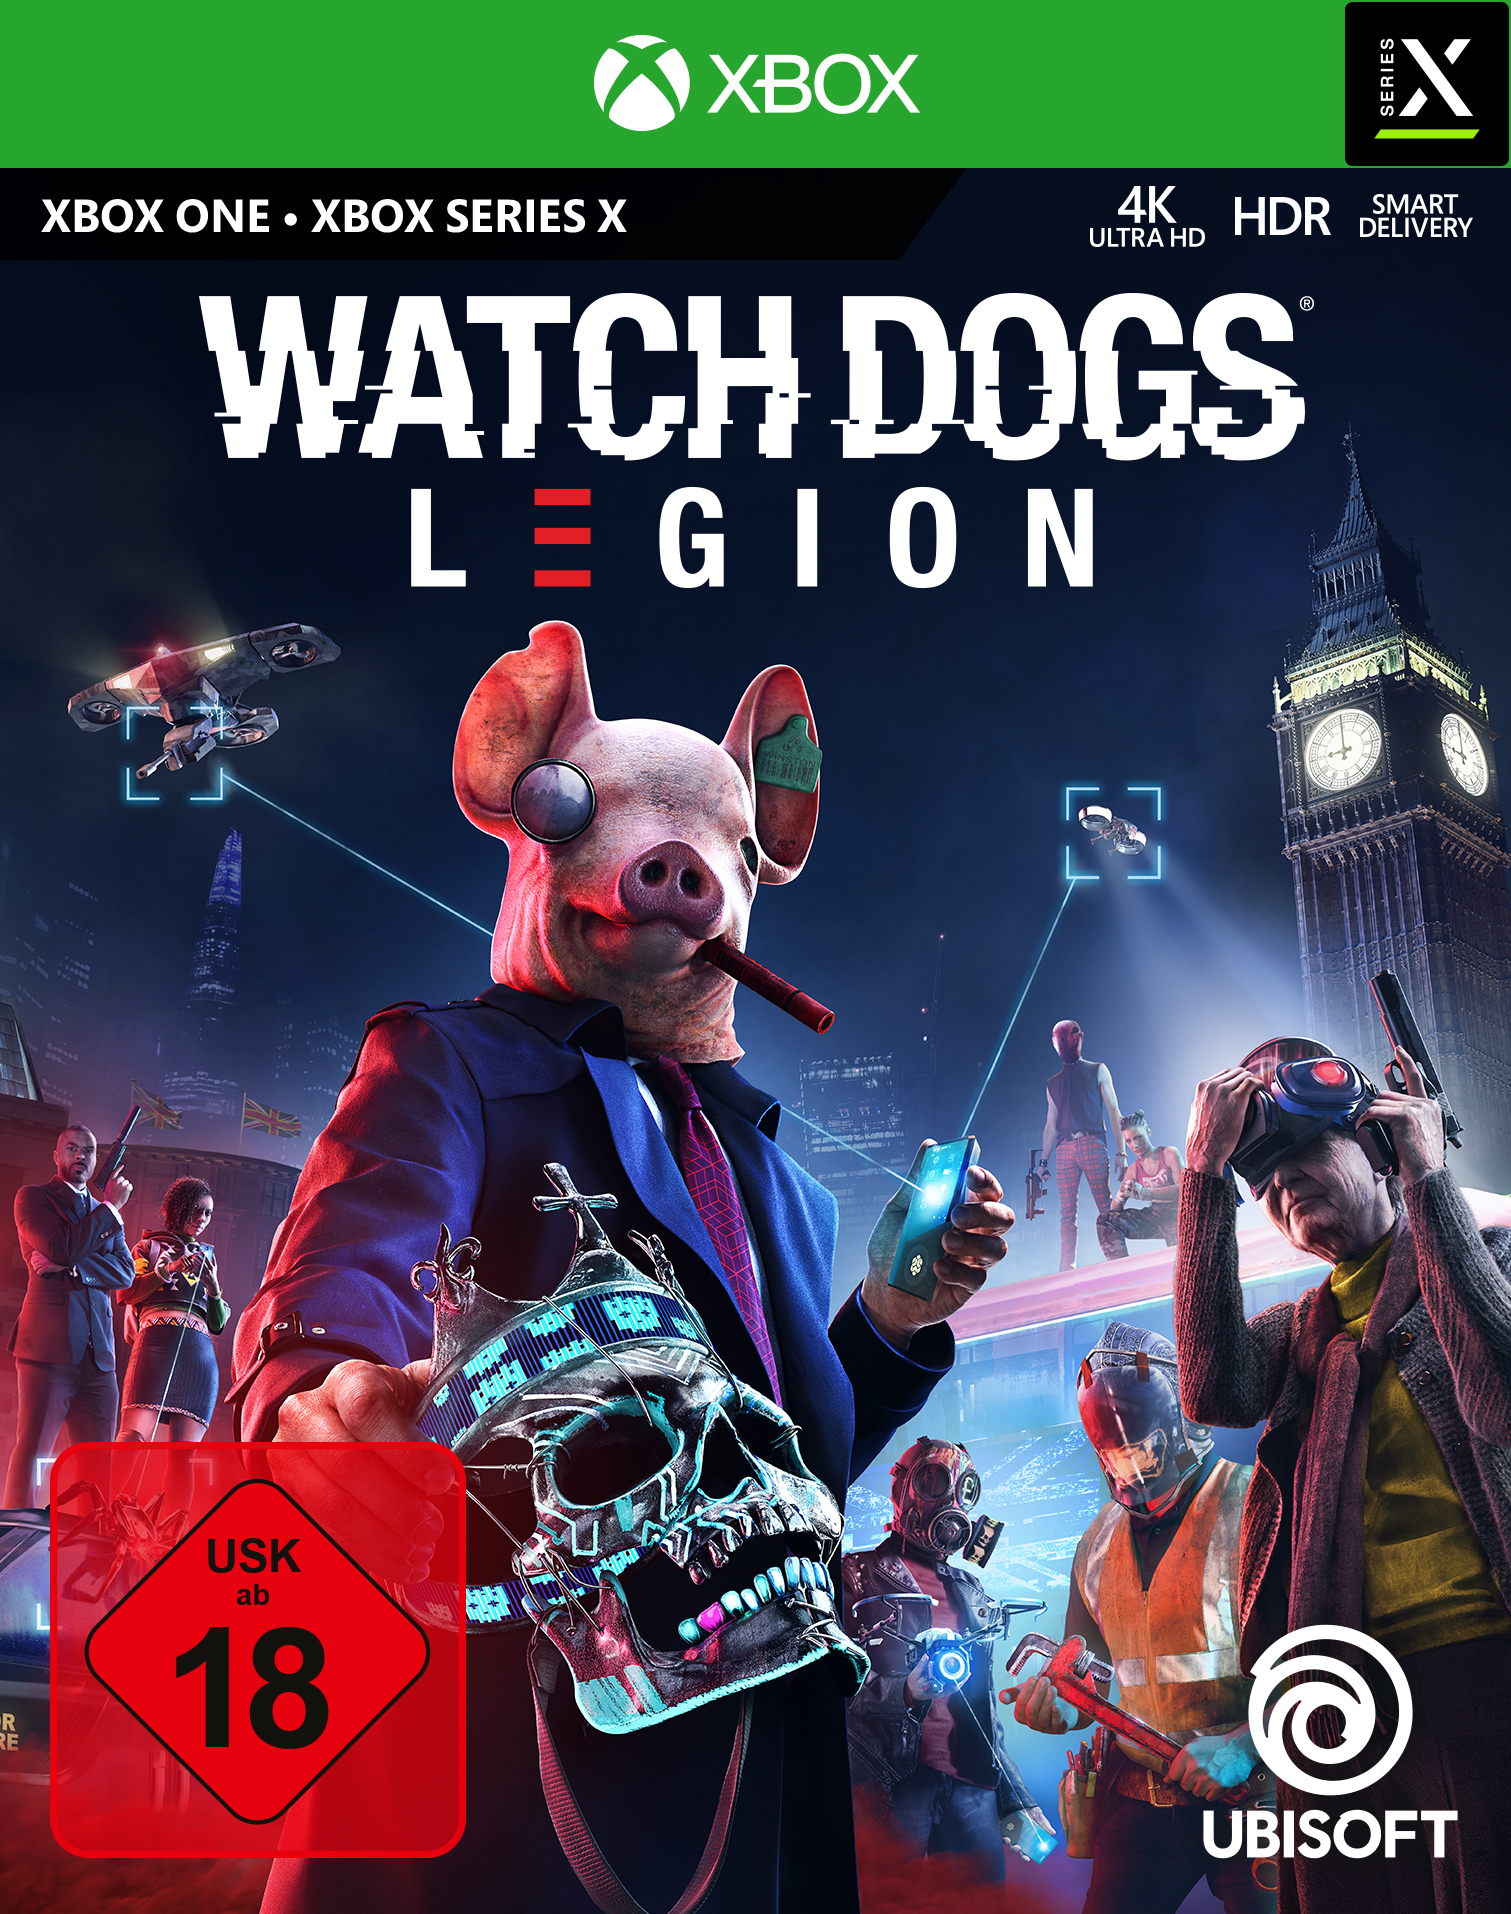 XBOX
SERIES X
XBOX ONE • XBOX SERIES X
4K
ULTRA HD
HDR
SMART
DELIVERY
WATCH DOGS®
LEGION
WINSTON
USK
ab
18
UBISOFT